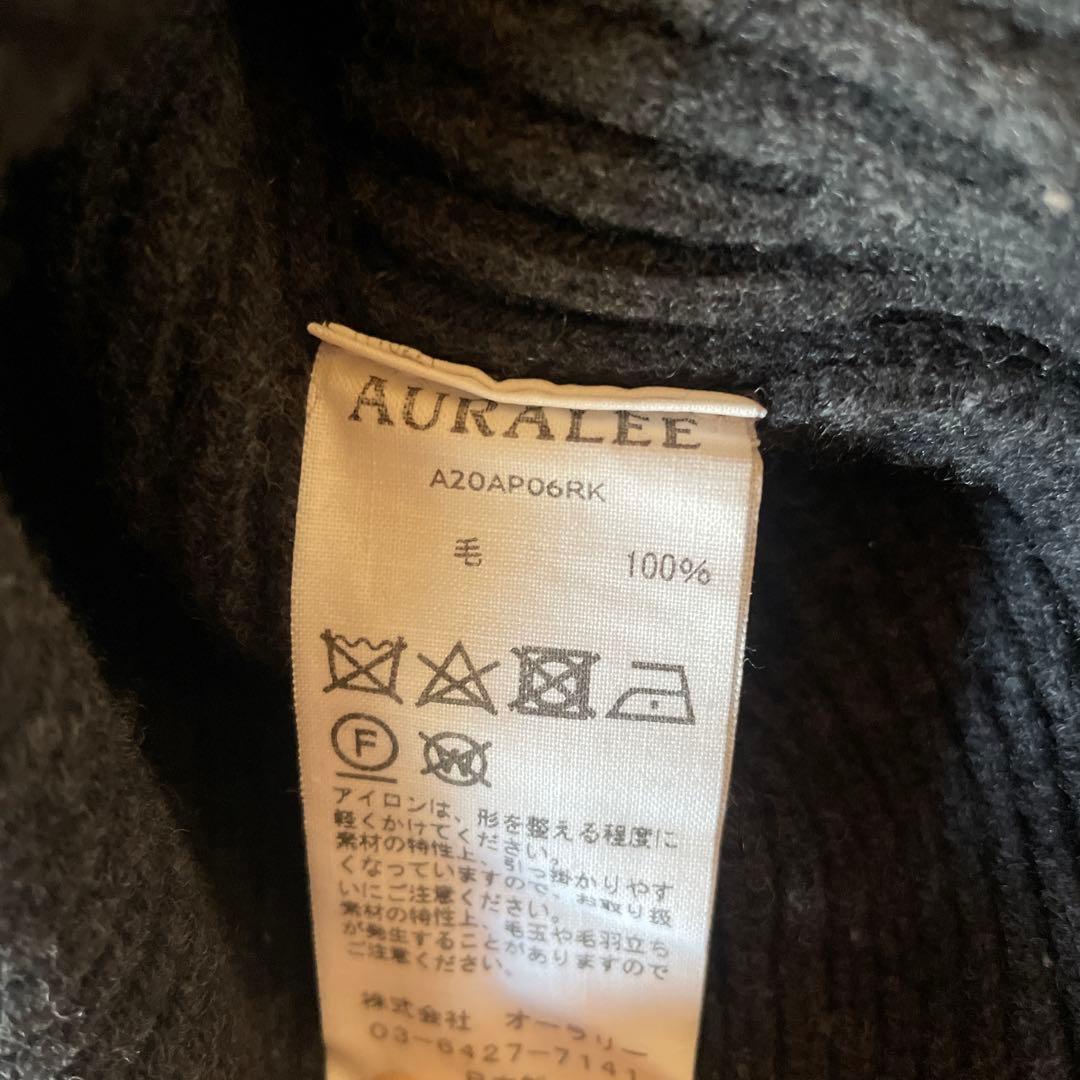 AURALEE
A20AP06RK
毛 100%
F
W
アイロンは、形を整える程度に
軽くかけてください。
素材の特性上、引っ掛かりやす
くなっていますので、お取り扱
いにご注意ください。
素材の特性上、毛玉や毛羽立ち
が発生することがありますので
ご注意ください。
株式会社 オーラリー
03-6427-7141